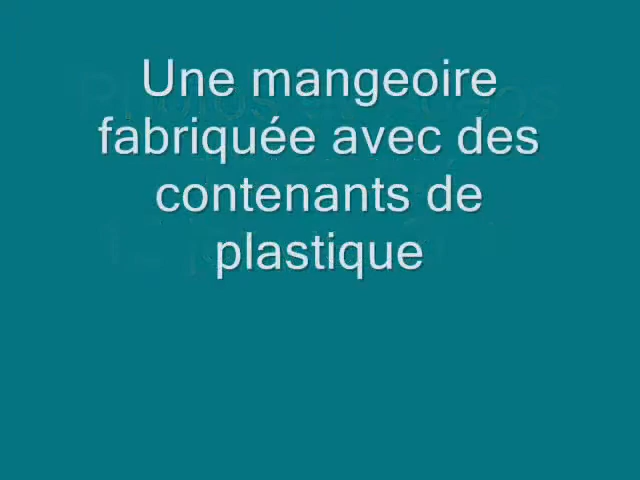 Une mangeoire
fabriquée avec des
contenants de
plastique